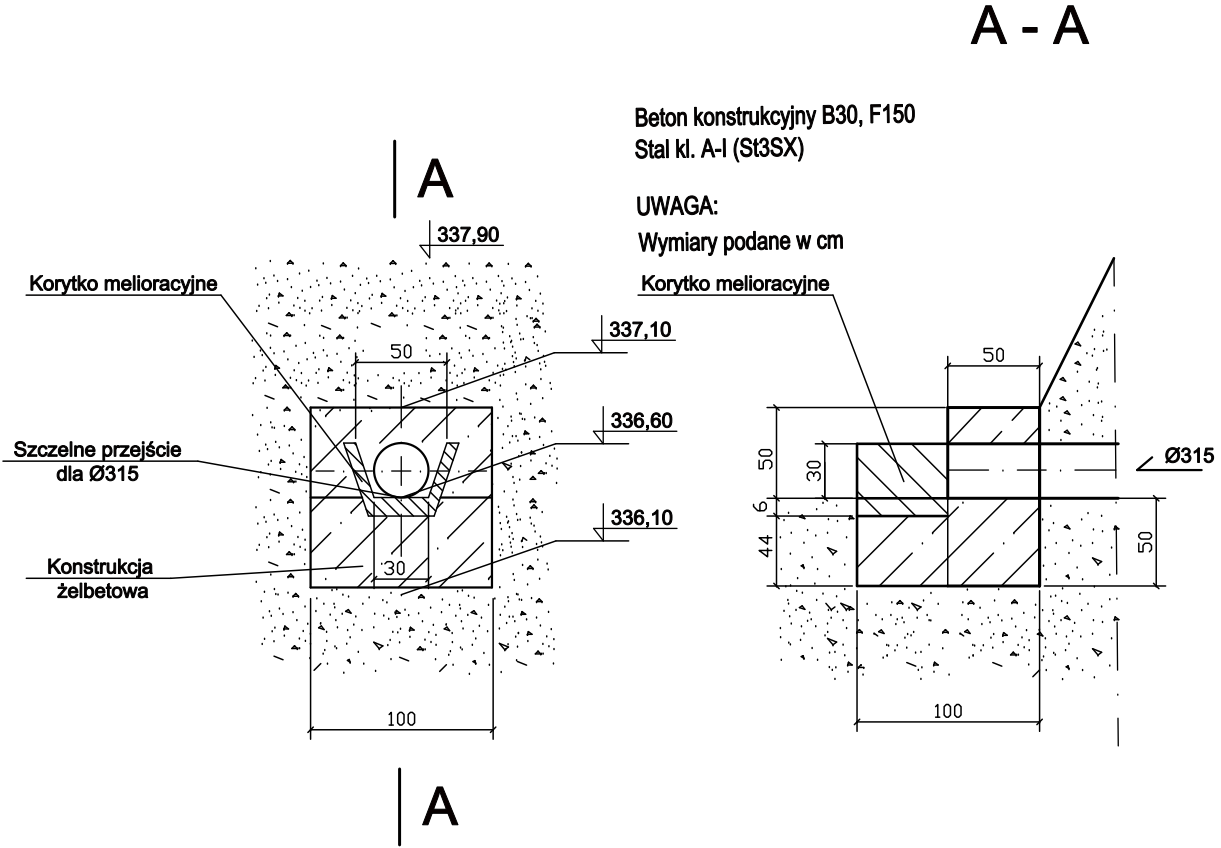 A - A
Beton konstrukcyjny B30, F150
Stal kl. A-I (St3SX)
UWAGA:
Wymiary podane w cm
A
337,90
Korytko melioracyjne
50
337,10
336,60
Szczelne przejście
dla Ø315
336,10
Konstrukcja
żelbetowa
30
100
A
Korytko melioracyjne
50
50
30
6
44
Ø315
50
100